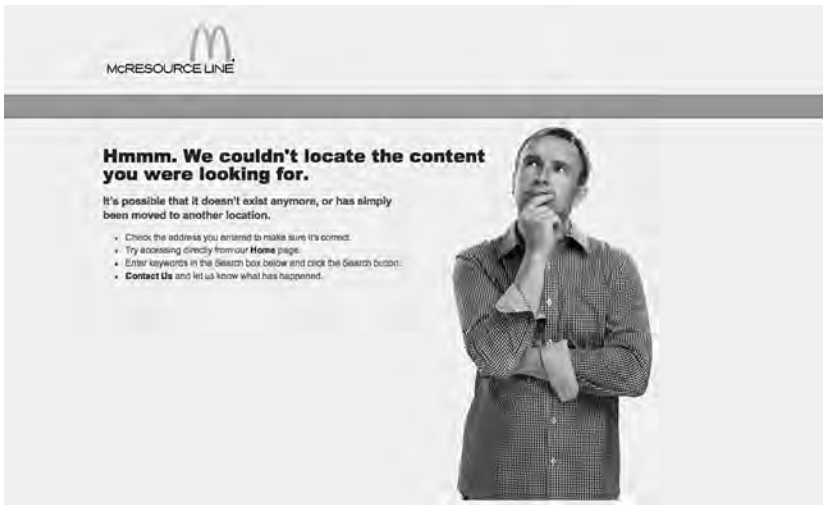 McRESOURCE LINE
Hmmm. We couldn't locate the content
you were looking for.
It's possible that it doesn't exist anymore, or has simply
been moved to another location.
• Check the address you entered to make sure it's correct.
• Try accessing directly from our Home page.
• Enter keywords in the Search box below and click the Search button.
• Contact Us and let us know what has happened.